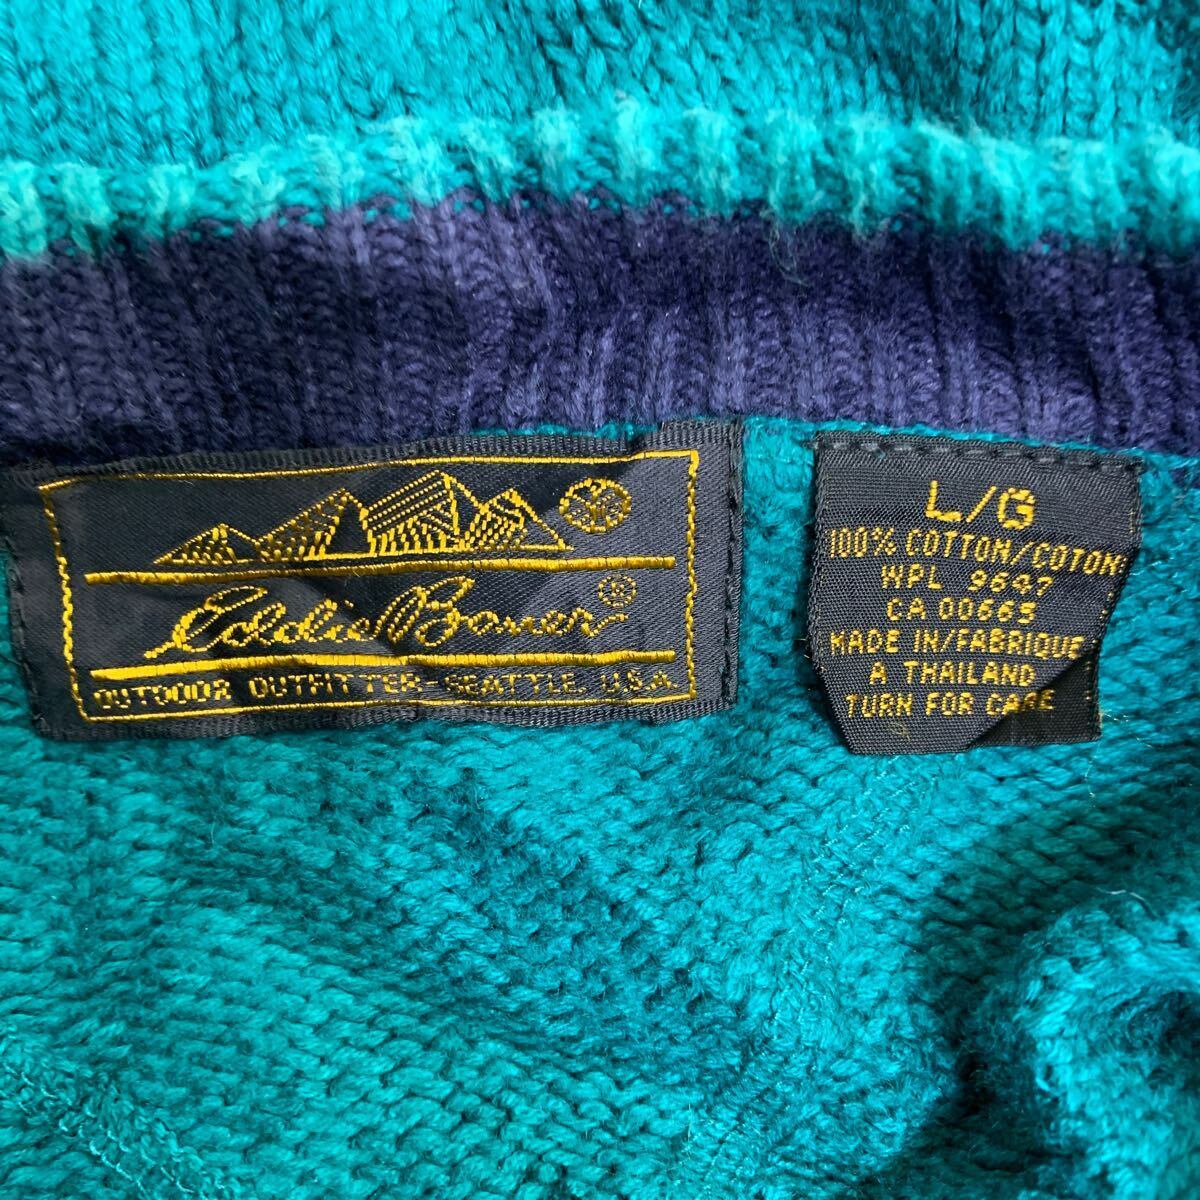 Eddie Bauer®
OUTDOOR OUTFITTER-SEATTLE, U.S.A.
L/G
100% COTTON/COTON
WPL 9647
CA 00665
MADE IN/FABRIQUE
A THAILAND
TURN FOR CARE